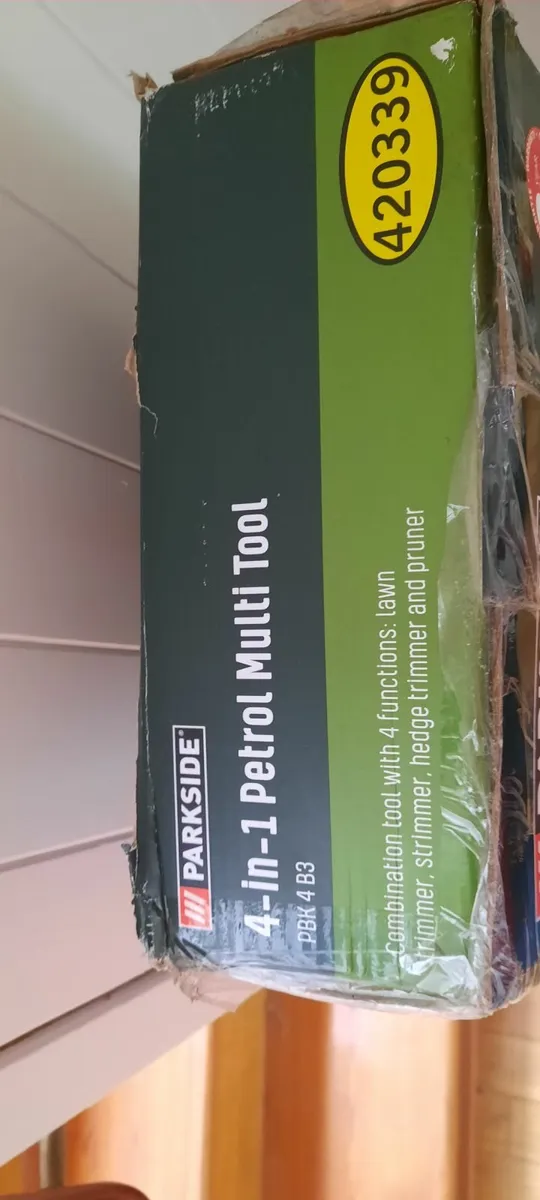 PARKSIDE®
4-in-1 Petrol Multi Tool
PBK 4 B3
Combination tool with 4 functions: lawn
trimmer, strimmer, hedge trimmer and pruner
420339